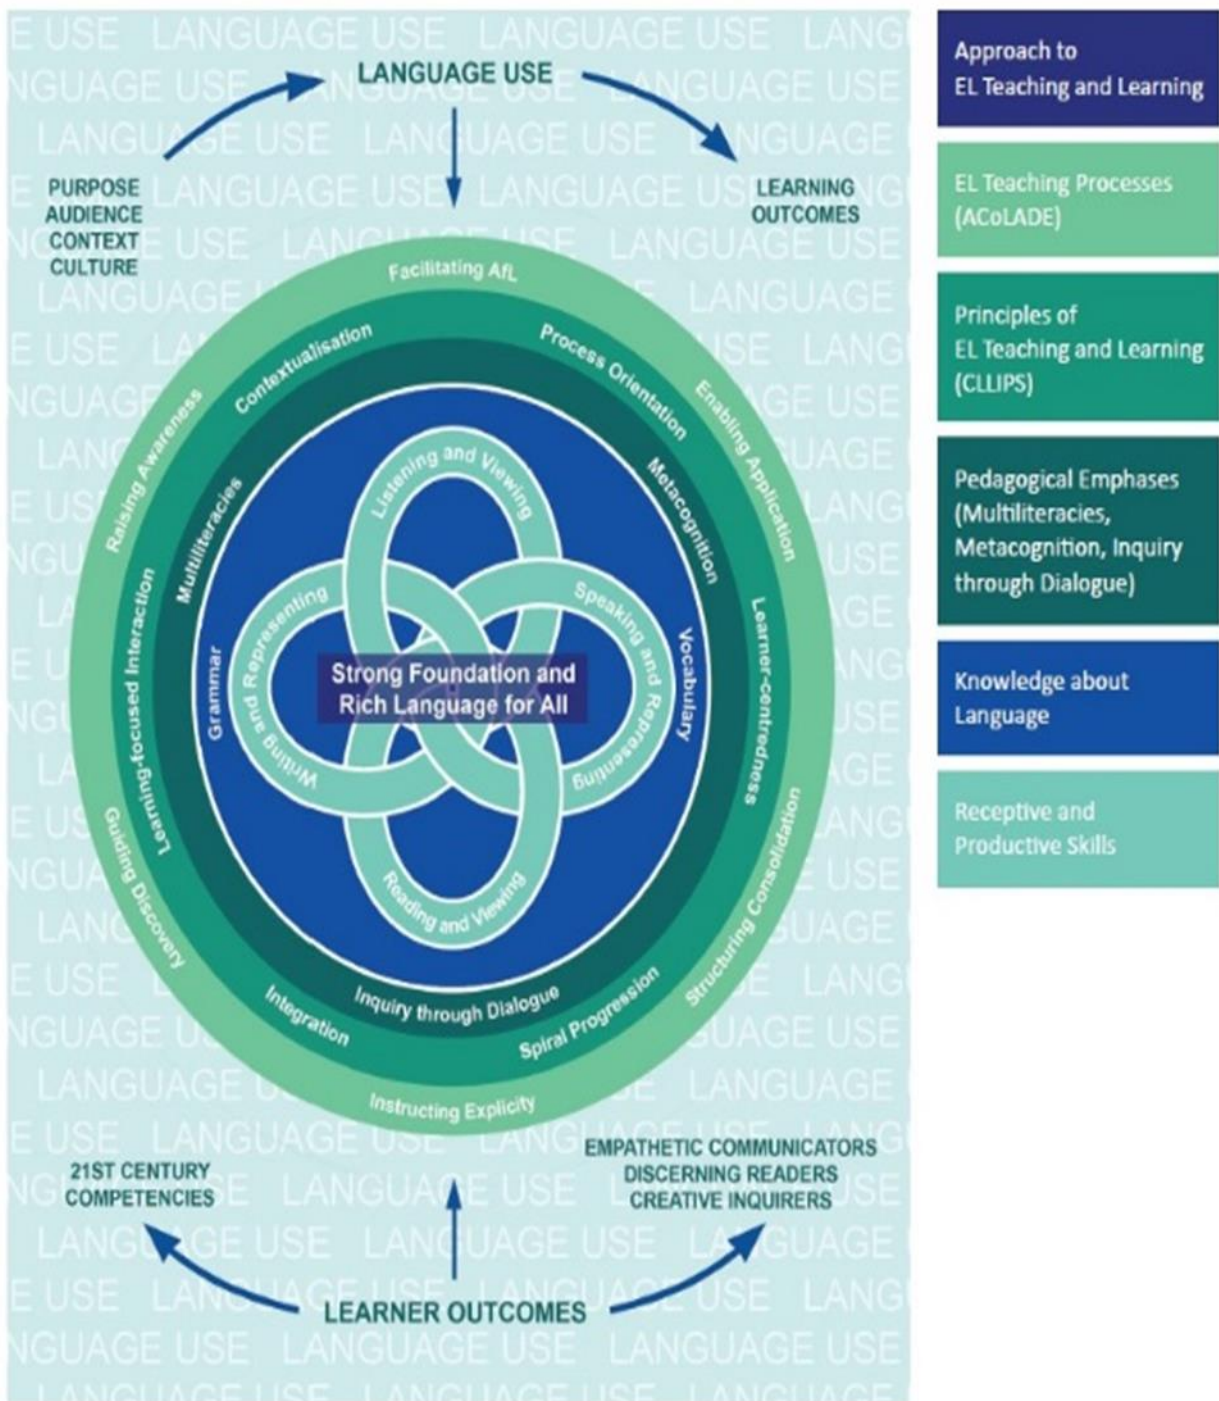 LANGUAGE USE
PURPOSE
AUDIENCE
CONTEXT
CULTURE
LEARNING
OUTCOMES
Facilitating AfL
Contextualisation
Process Orientation
Raising Awareness
Enabling Application
Multiliteracies
Metacognition
Listening and Viewing
Learning-focused Interaction
Grammar
Writing and Representing
Strong Foundation and
Rich Language for All
Speaking and Representing
Vocabulary
Learner-centredness
Guiding Discovery
Reading and Viewing
Structuring Consolidation
Integration
Inquiry through Dialogue
Spiral Progression
Instructing Explicity
21ST CENTURY
COMPETENCIES
EMPATHETIC COMMUNICATORS
DISCERNING READERS
CREATIVE INQUIRERS
LEARNER OUTCOMES
Approach to
EL Teaching and Learning
EL Teaching Processes
(ACoLADE)
Principles of
EL Teaching and Learning
(CLLIPS)
Pedagogical Emphases
(Multiliteracies,
Metacognition, Inquiry
through Dialogue)
Knowledge about
Language
Receptive and
Productive Skills